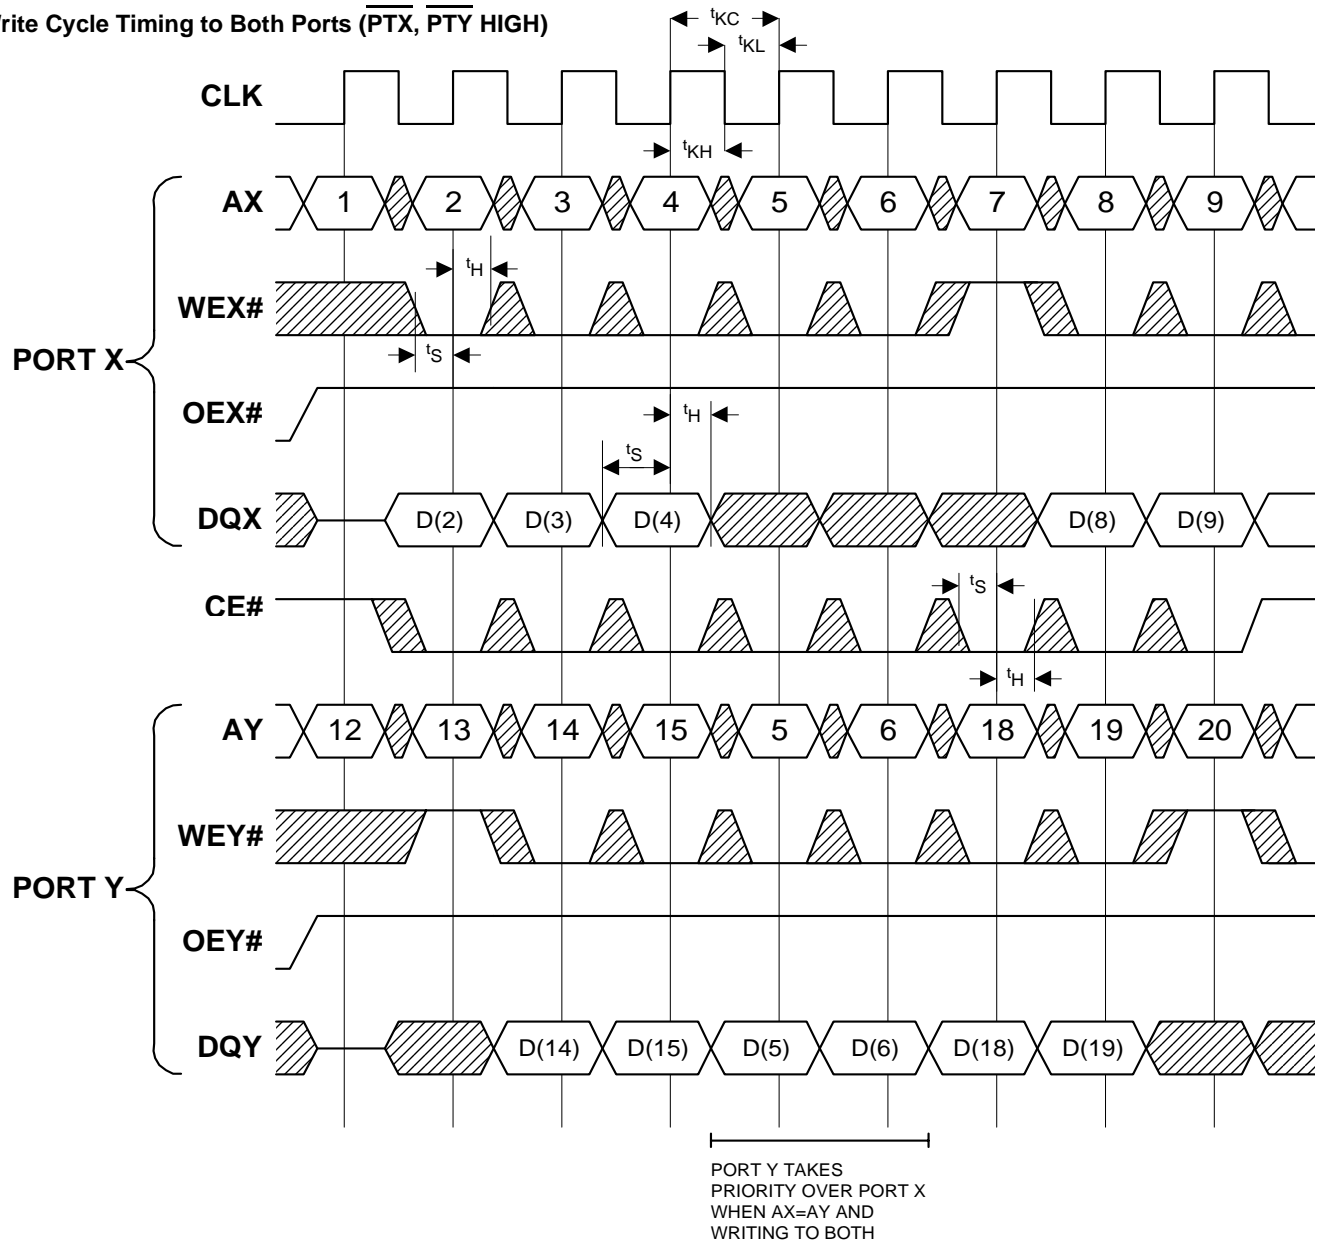 rite Cycle Timing to Both Ports (PTX, PTY HIGH)
tKC
tKL
CLK
tKH
AX 1 2 3 4 5 6 7 8 9
tH
WEX#
tS
PORT X
OEX#
tH
tS
DQX D(2) D(3) D(4) D(8) D(9)
tS
CE#
tH
AY 12 13 14 15 5 6 18 19 20
WEY#
PORT Y
OEY#
DQY D(14) D(15) D(5) D(6) D(18) D(19)
PORT Y TAKES
PRIORITY OVER PORT X
WHEN AX=AY AND
WRITING TO BOTH